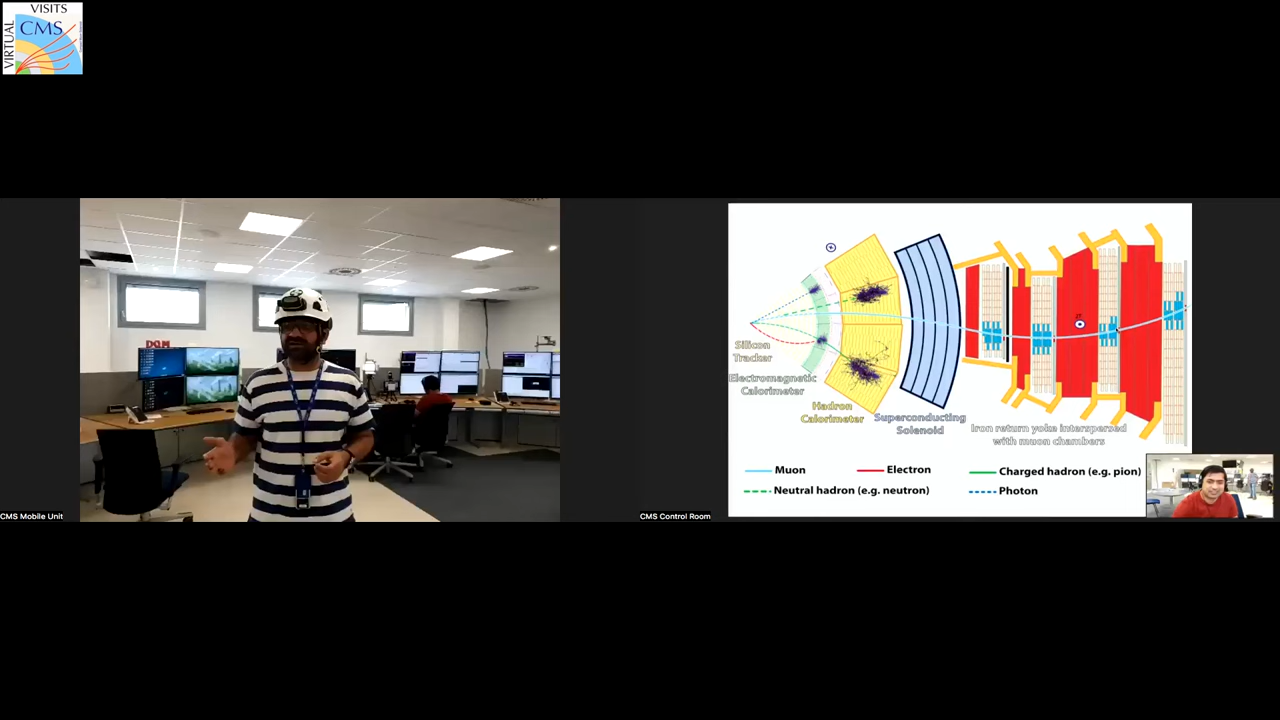 VISITS
CMS
VIRTUAL
DQM
CMS Mobile Unit
Silicon
Tracker
Electromagnetic
Calorimeter
Hadron
Calorimeter
Superconducting
Solenoid
Iron return yoke interspersed
with muon chambers
Muon
Electron
Charged hadron (e.g. pion)
Neutral hadron (e.g. neutron)
Photon
CMS Control Room